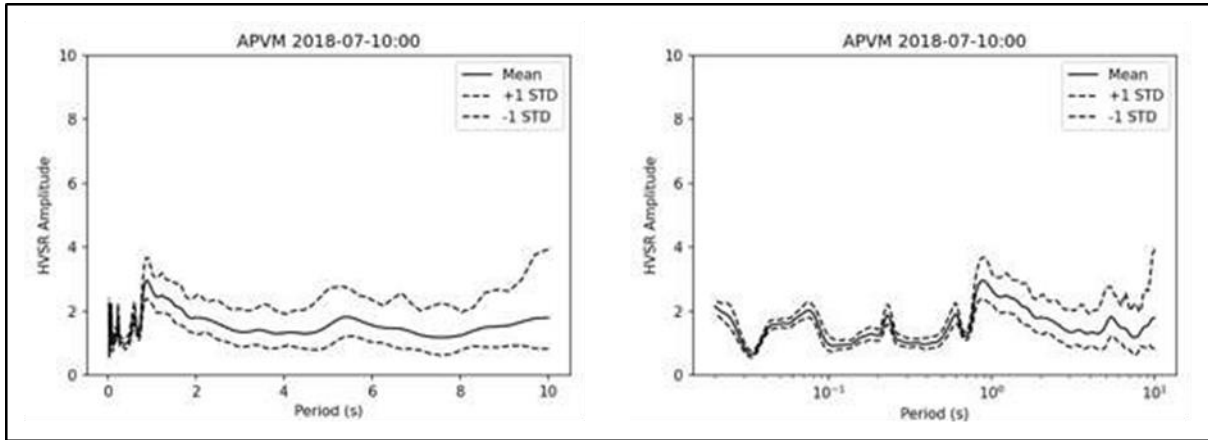 APVM 2018-07-10:00
10
8
6
4
2
0
HVSR Amplitude
Mean
+1 STD
-1 STD
0 2 4 6 8 10
Period (s)
APVM 2018-07-10:00
10
8
6
4
2
0
HVSR Amplitude
Mean
+1 STD
-1 STD
10⁻¹ 10⁰ 10¹
Period (s)